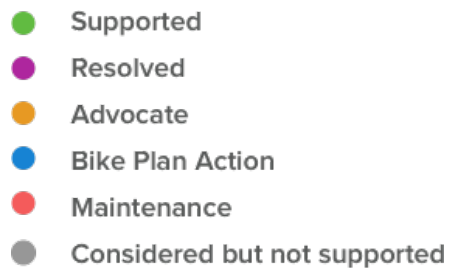 Supported
Resolved
Advocate
Bike Plan Action
Maintenance
Considered but not supported